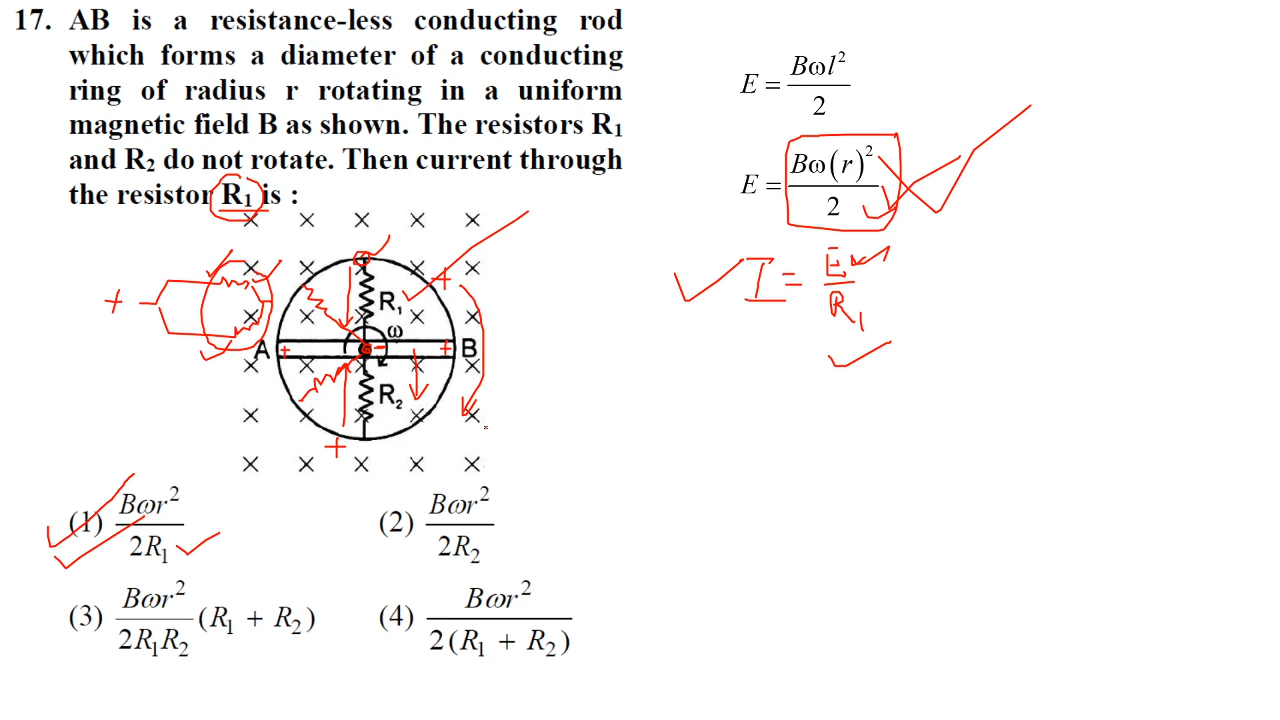 17. AB is a resistance-less conducting rod
which forms a diameter of a conducting
ring of radius r rotating in a uniform
magnetic field B as shown. The resistors R₁
and R₂ do not rotate. Then current through
the resistor R₁ is :
R₁
ω
A
B
R₂
+
+
+
+
-
+
(1) Bωr²/2R₁
(2) Bωr²/2R₂
(3) Bωr²/2R₁R₂ (R₁ + R₂)
(4) Bωr²/2(R₁ + R₂)
E = Bωl²/2
E = Bω(r)²/2
I = E/R₁